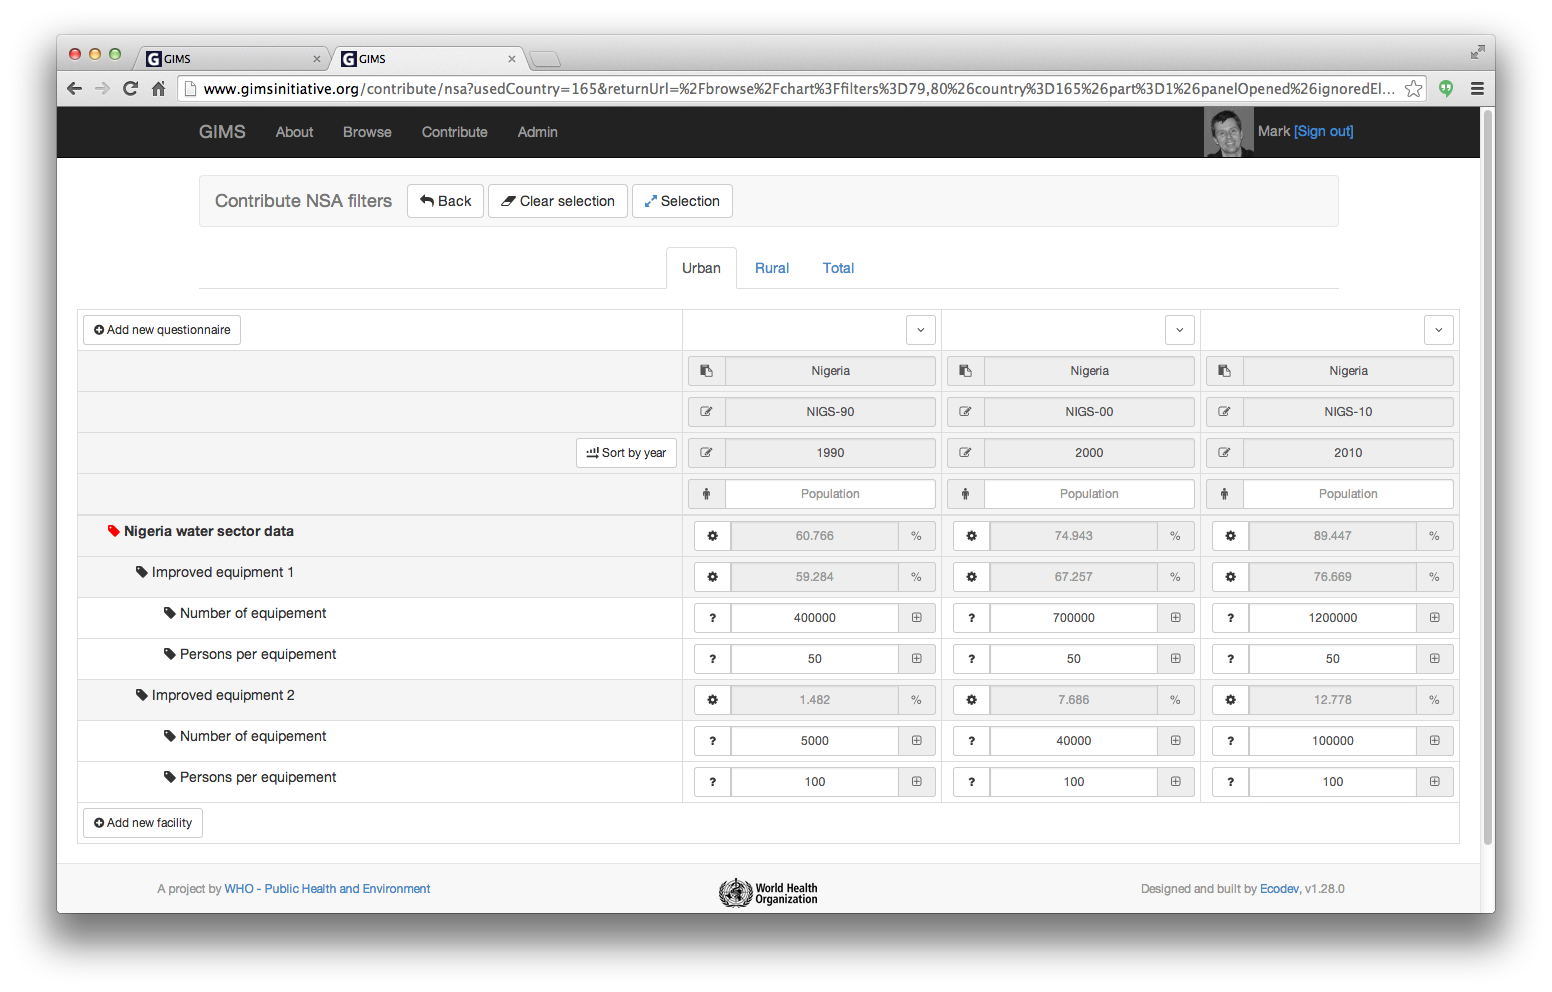 GIMS
GIMS
www.gimsinitiative.org/contribute/nsa?usedCountry=165&returnUrl=%2Fbrowse%2Fchart%3Ffilters%3D79,80%26country%3D165%26part%3D1%26panelOpened%26ignoredEl...
GIMS About Browse Contribute Admin Mark [Sign out]
Contribute NSA filters Back Clear selection Selection
Urban Rural Total
Add new questionnaire
Nigeria Nigeria Nigeria
NIGS-90 NIGS-00 NIGS-10
Sort by year 1990 2000 2010
Population Population Population
Nigeria water sector data 60.766 % 74.943 % 89.447 %
Improved equipment 1 59.284 % 67.257 % 76.669 %
Number of equipement ? 400000 ? 700000 ? 1200000
Persons per equipement ? 50 ? 50 ? 50
Improved equipment 2 1.482 % 7.686 % 12.778 %
Number of equipement ? 5000 ? 40000 ? 100000
Persons per equipement ? 100 ? 100 ? 100
Add new facility
A project by WHO - Public Health and Environment
World Health
Organization
Designed and built by Ecodev, v1.28.0